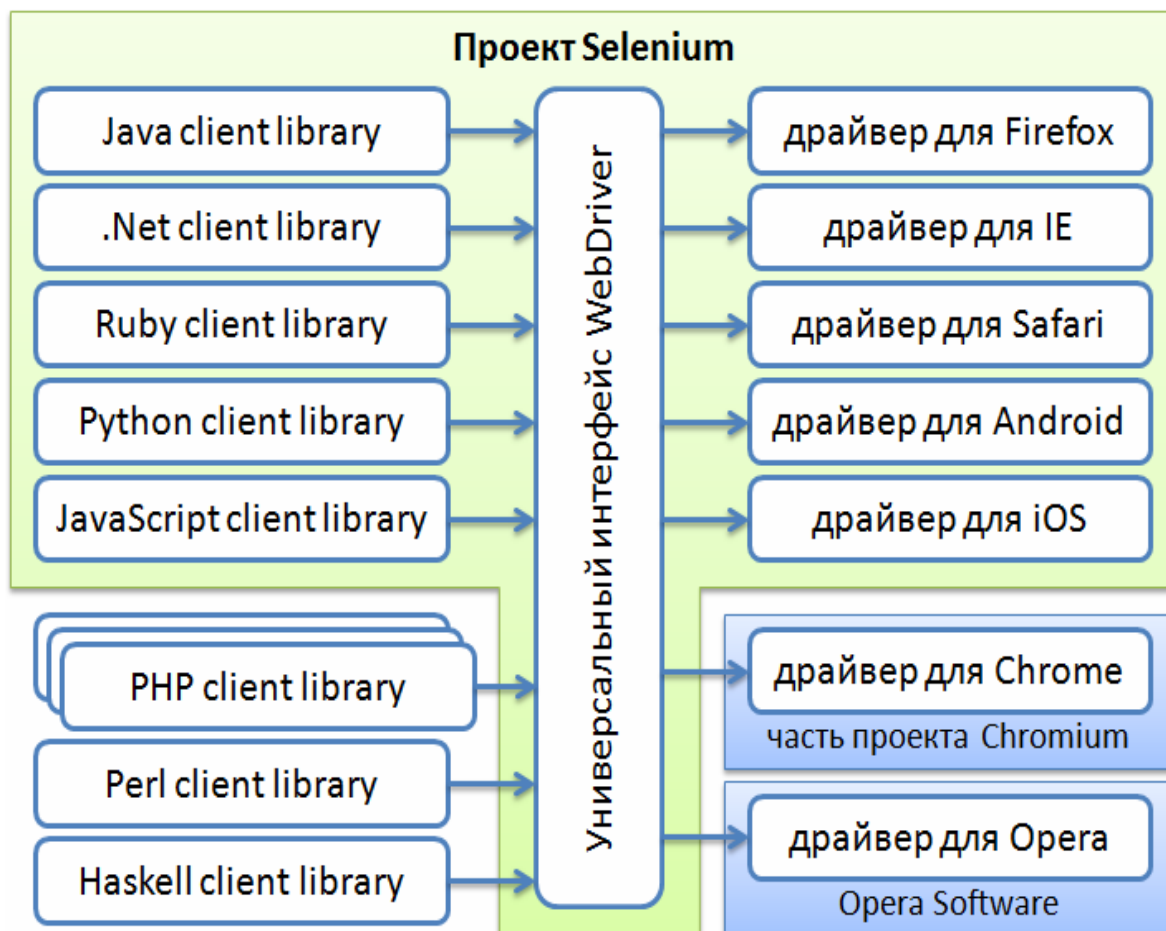 Проект Selenium
Java client library
.Net client library
Ruby client library
Python client library
JavaScript client library
PHP client library
Perl client library
Haskell client library
Универсальный интерфейс WebDriver
драйвер для Firefox
драйвер для IE
драйвер для Safari
драйвер для Android
драйвер для iOS
драйвер для Chrome
часть проекта Chromium
драйвер для Opera
Opera Software